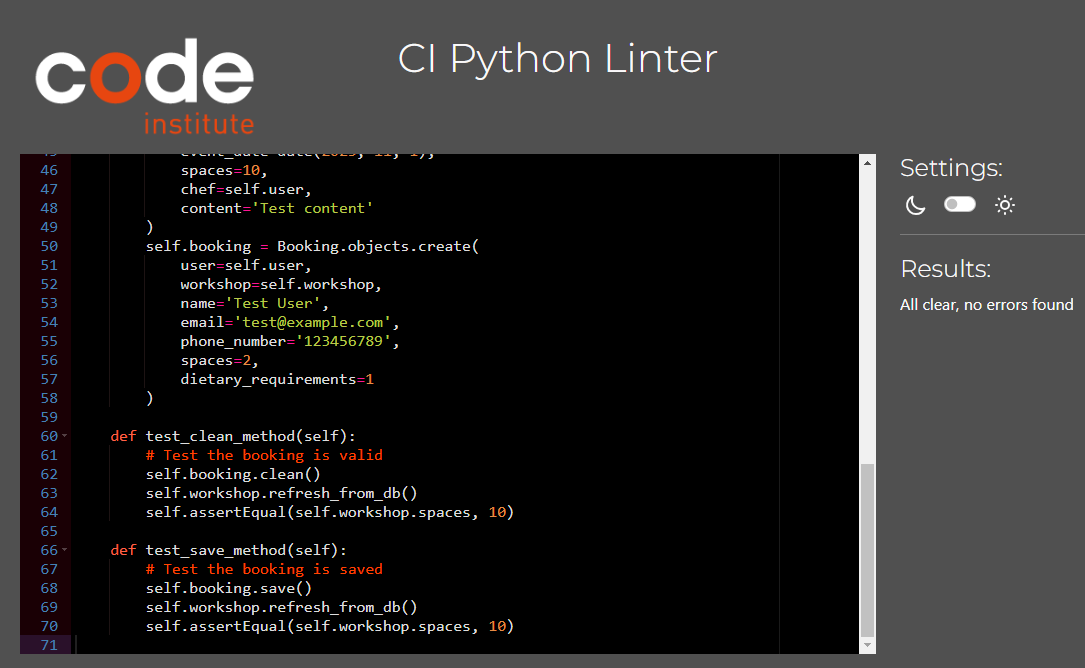 code
institute
CI Python Linter
46 spaces=10,
47 chef=self.user,
48 content='Test content'
49 )
50 self.booking = Booking.objects.create(
51 user=self.user,
52 workshop=self.workshop,
53 name='Test User',
54 email='test@example.com',
55 phone_number='123456789',
56 spaces=2,
57 dietary_requirements=1
58 )
59
60 def test_clean_method(self):
61 # Test the booking is valid
62 self.booking.clean()
63 self.workshop.refresh_from_db()
64 self.assertEqual(self.workshop.spaces, 10)
65
66 def test_save_method(self):
67 # Test the booking is saved
68 self.booking.save()
69 self.workshop.refresh_from_db()
70 self.assertEqual(self.workshop.spaces, 10)
71
Settings:
Results:
All clear, no errors found